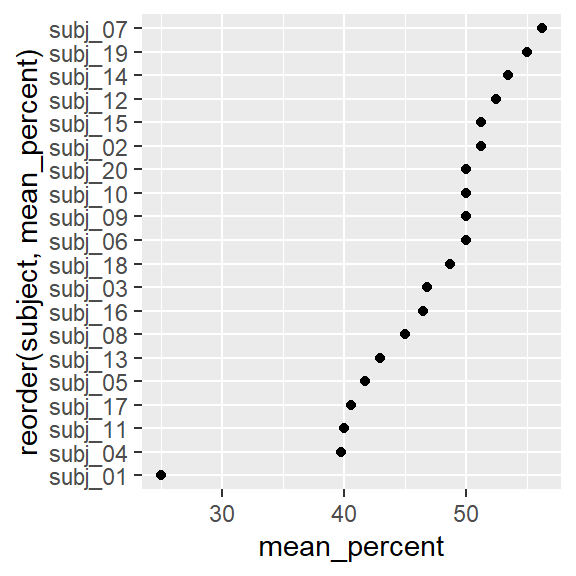 reorder(subject, mean_percent)
subj_07
subj_19
subj_14
subj_12
subj_15
subj_02
subj_20
subj_10
subj_09
subj_06
subj_18
subj_03
subj_16
subj_08
subj_13
subj_05
subj_17
subj_11
subj_04
subj_01
30 40 50
mean_percent